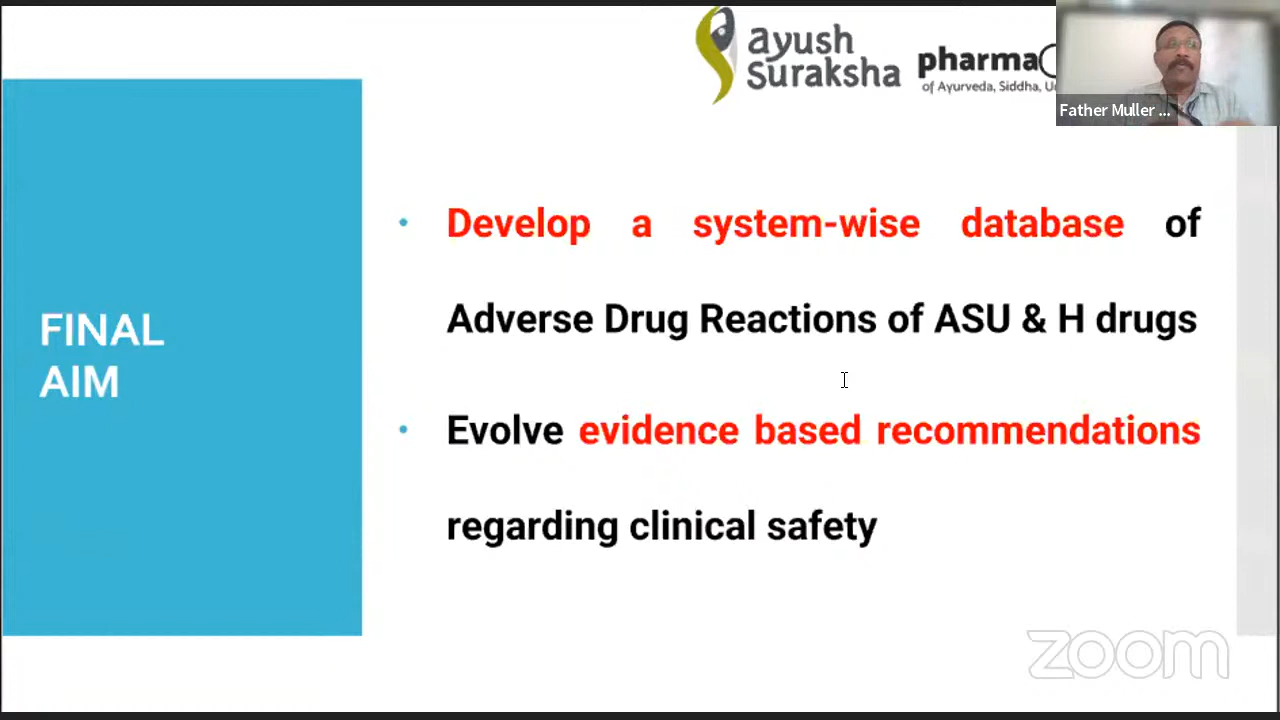 ayush
suraksha
pharma
of Ayurveda, Siddha,
Father Muller ...
FINAL
AIM
• Develop a system-wise database of
Adverse Drug Reactions of ASU & H drugs
• Evolve evidence based recommendations
regarding clinical safety
zoom